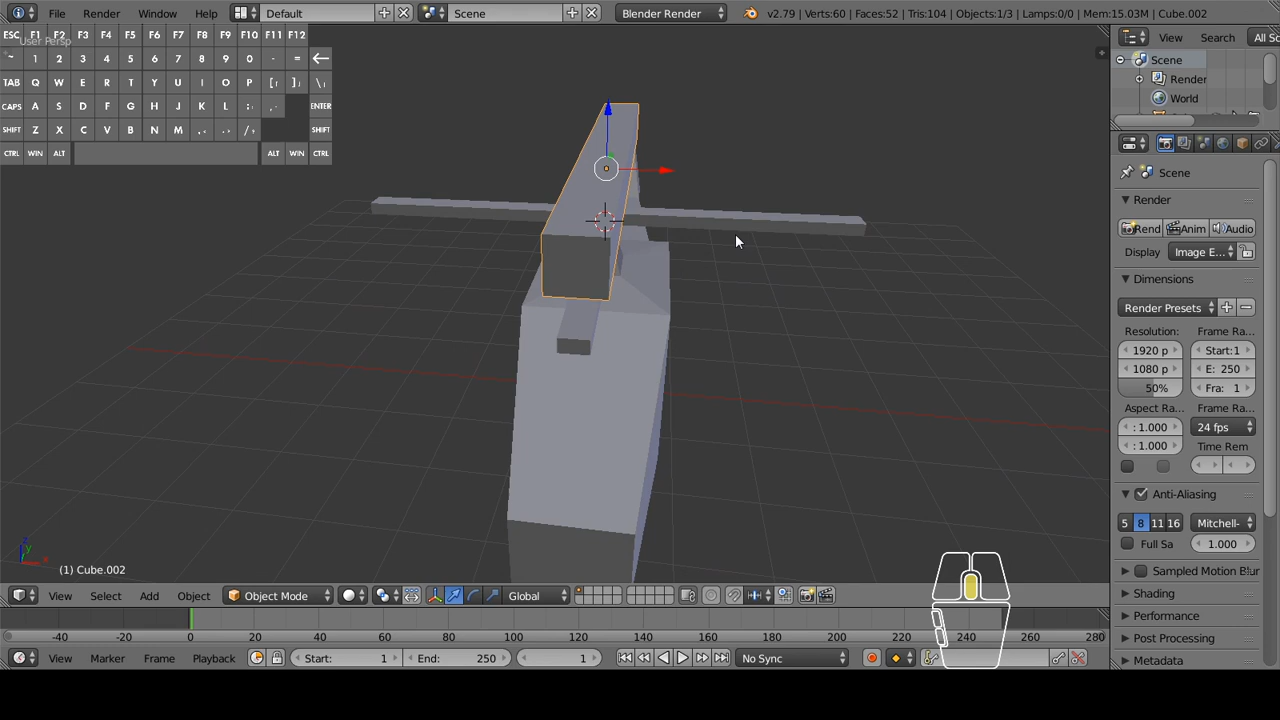 File Render Window Help Default Scene Blender Render v2.79 | Verts:60 | Faces:52 | Tris:104 | Objects:1/3 | Lamps:0/0 | Mem:15.03M | Cube.002
ESC F1 F2 F3 F4 F5 F6 F7 F8 F9 F10 F11 F12
User Persp
~ 1 2 3 4 5 6 7 8 9 0 - =
TAB Q W E R T Y U I O P [ ] \
CAPS A S D F G H J K L ENTER
SHIFT Z X C V B N M SHIFT
CTRL WIN ALT ALT WIN CTRL
View Search All Sc
Scene
Render
World
Scene
Render
Rend Anim Audio
Display Image E...
Dimensions
Render Presets
Resolution: Frame Ra...
1920 p Start:1
1080 p E: 250
50% Fra: 1
Aspect Ra... Frame Ra...
: 1.000 24 fps
: 1.000 Time Rem
Anti-Aliasing
5 8 11 16 Mitchell-
Full Sa 1.000
Sampled Motion Blur
Shading
Performance
Post Processing
Metadata
z
y
x
(1) Cube.002
View Select Add Object Object Mode Global
-40 -20 0 20 40 60 80 100 120 140 160 180 200 220 240 260 280
View Marker Frame Playback Start: 1 End: 250 1 No Sync